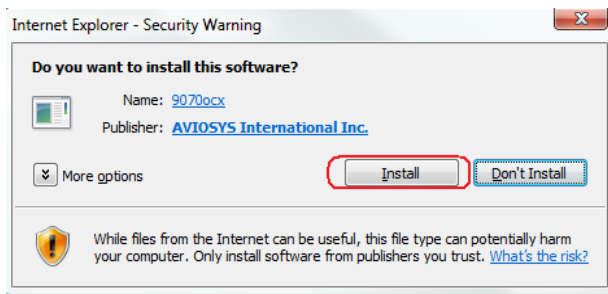 Internet Explorer - Security Warning
Do you want to install this software?
Name: 9070ocx
Publisher: AVIOSYS International Inc.
More options
Install
Don't Install
While files from the Internet can be useful, this file type can potentially harm
your computer. Only install software from publishers you trust. What's the risk?